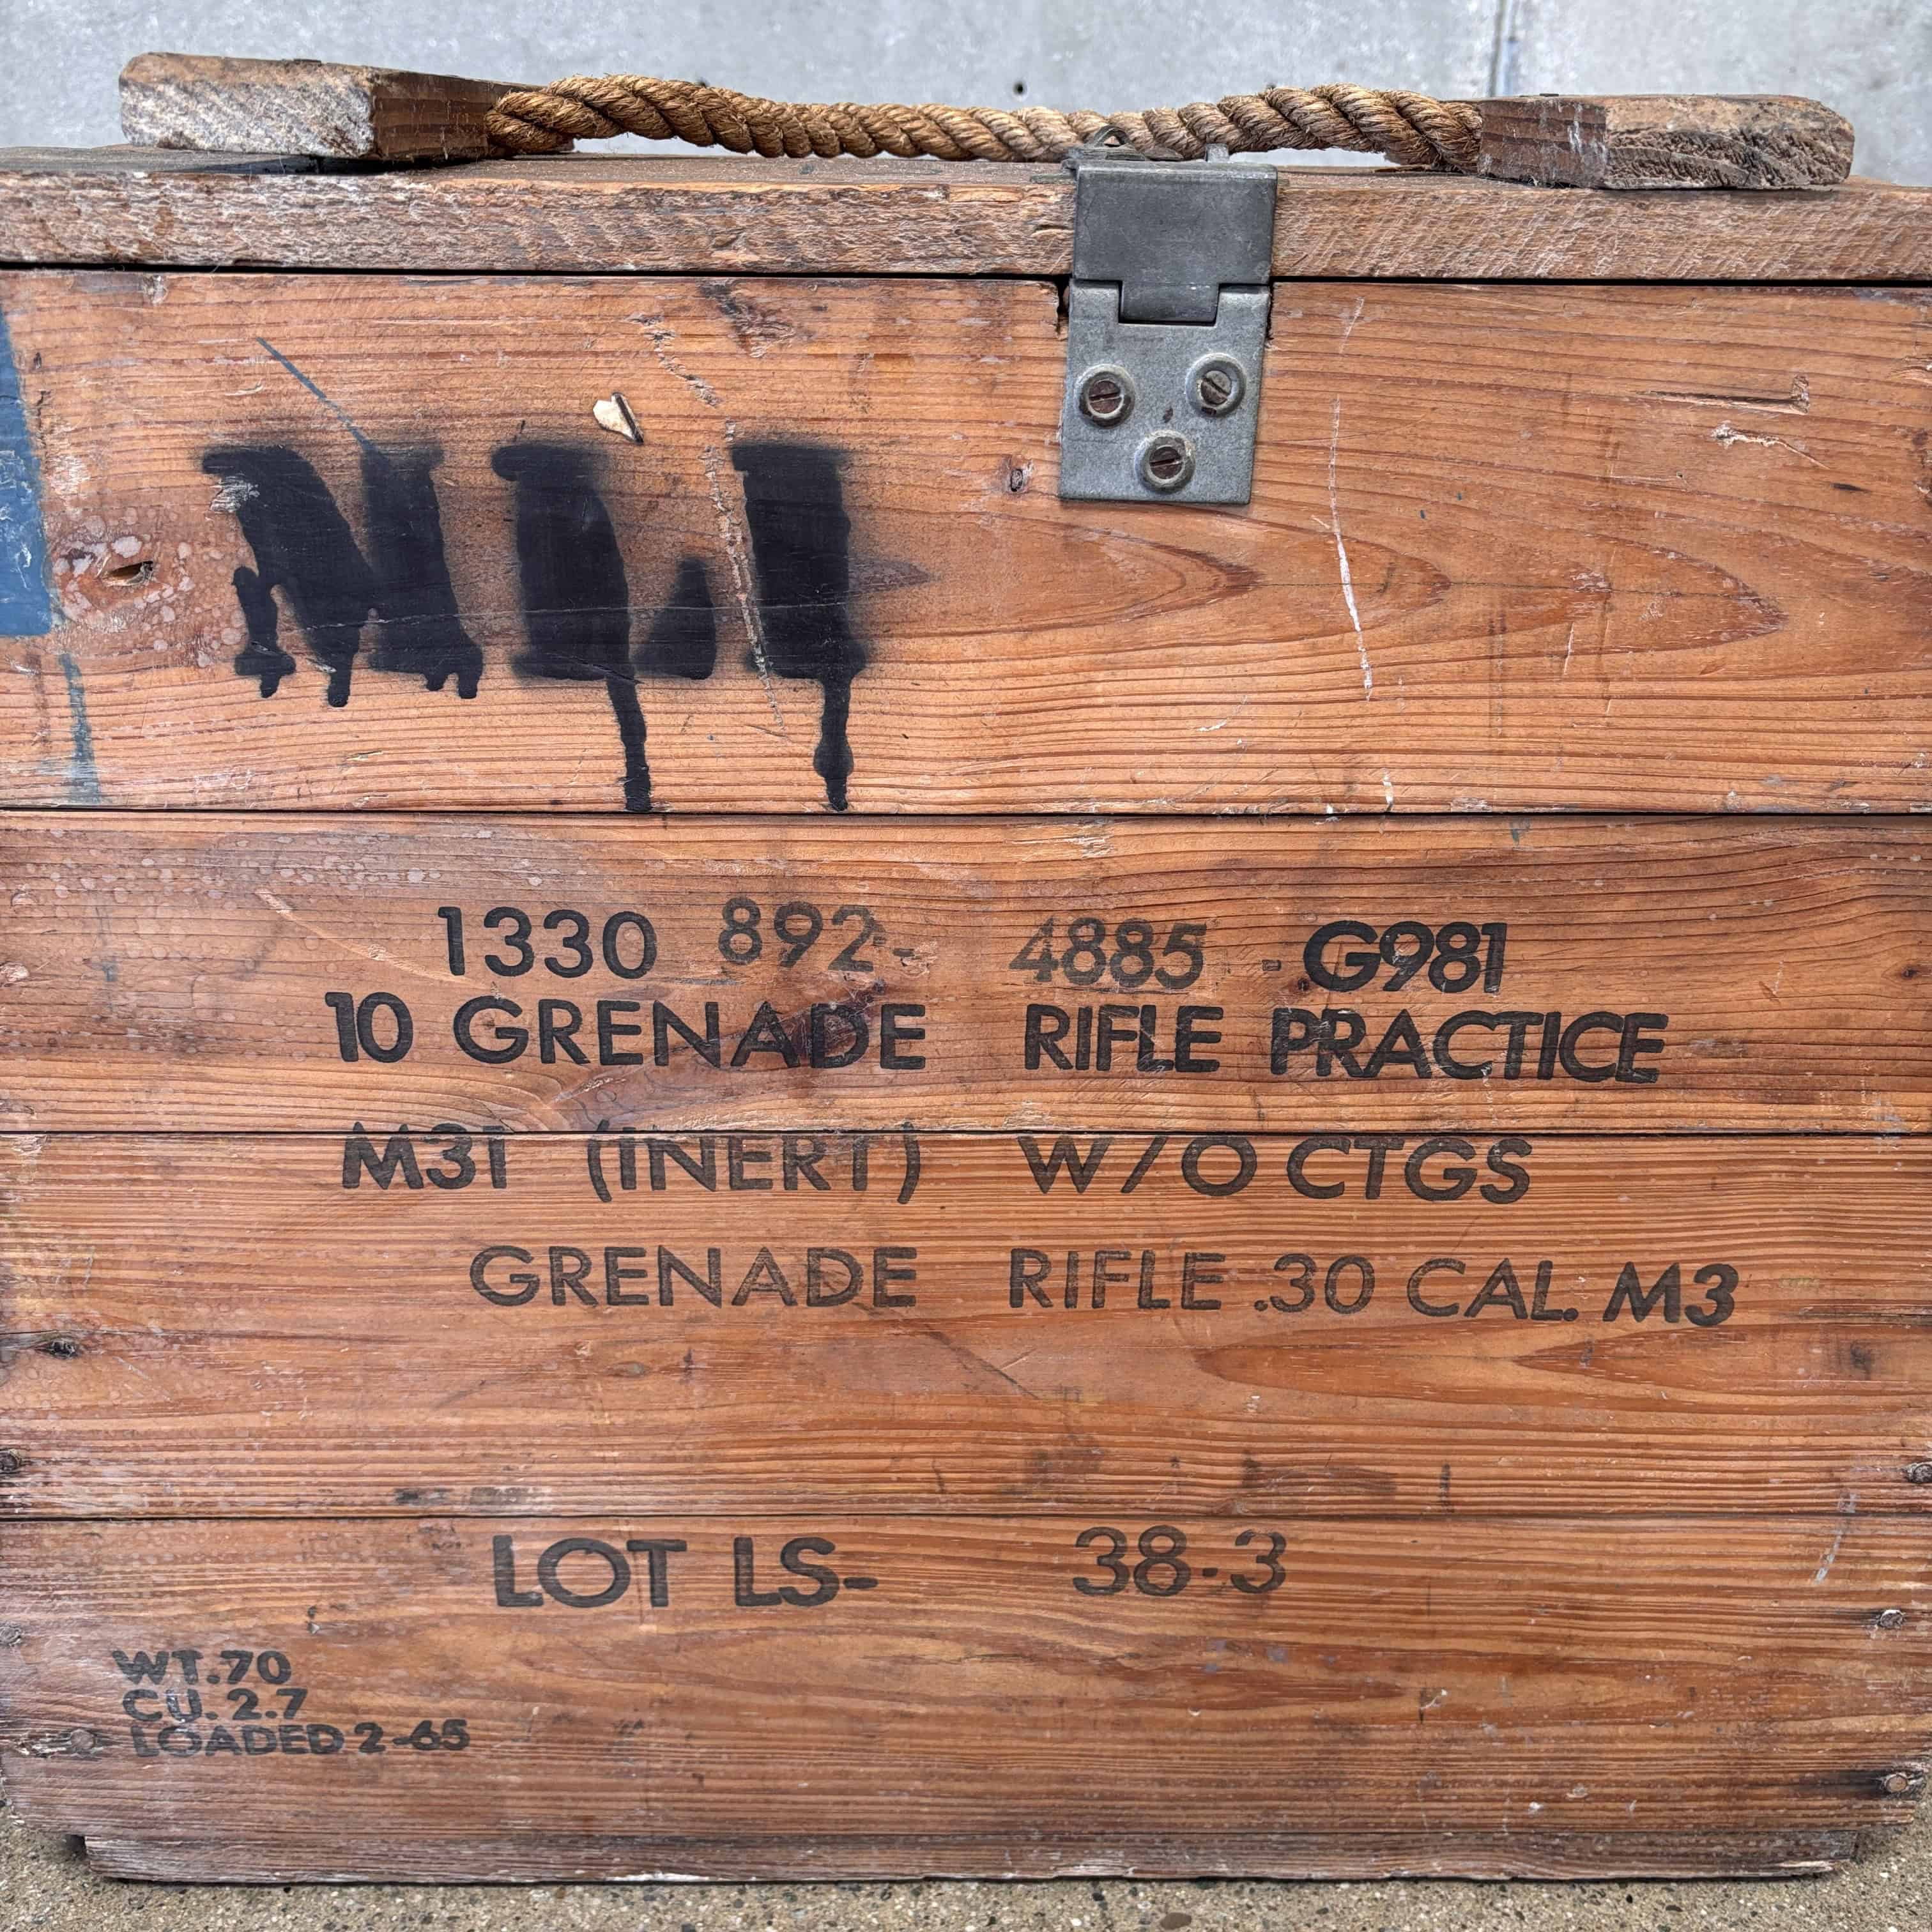 NLI
1330 892- 4885 - G981
10 GRENADE RIFLE PRACTICE
M31 (INERT) W/O CTGS
GRENADE RIFLE .30 CAL. M3
LOT LS- 38-3
WT. 70
CU. 2.7
LOADED 2-65